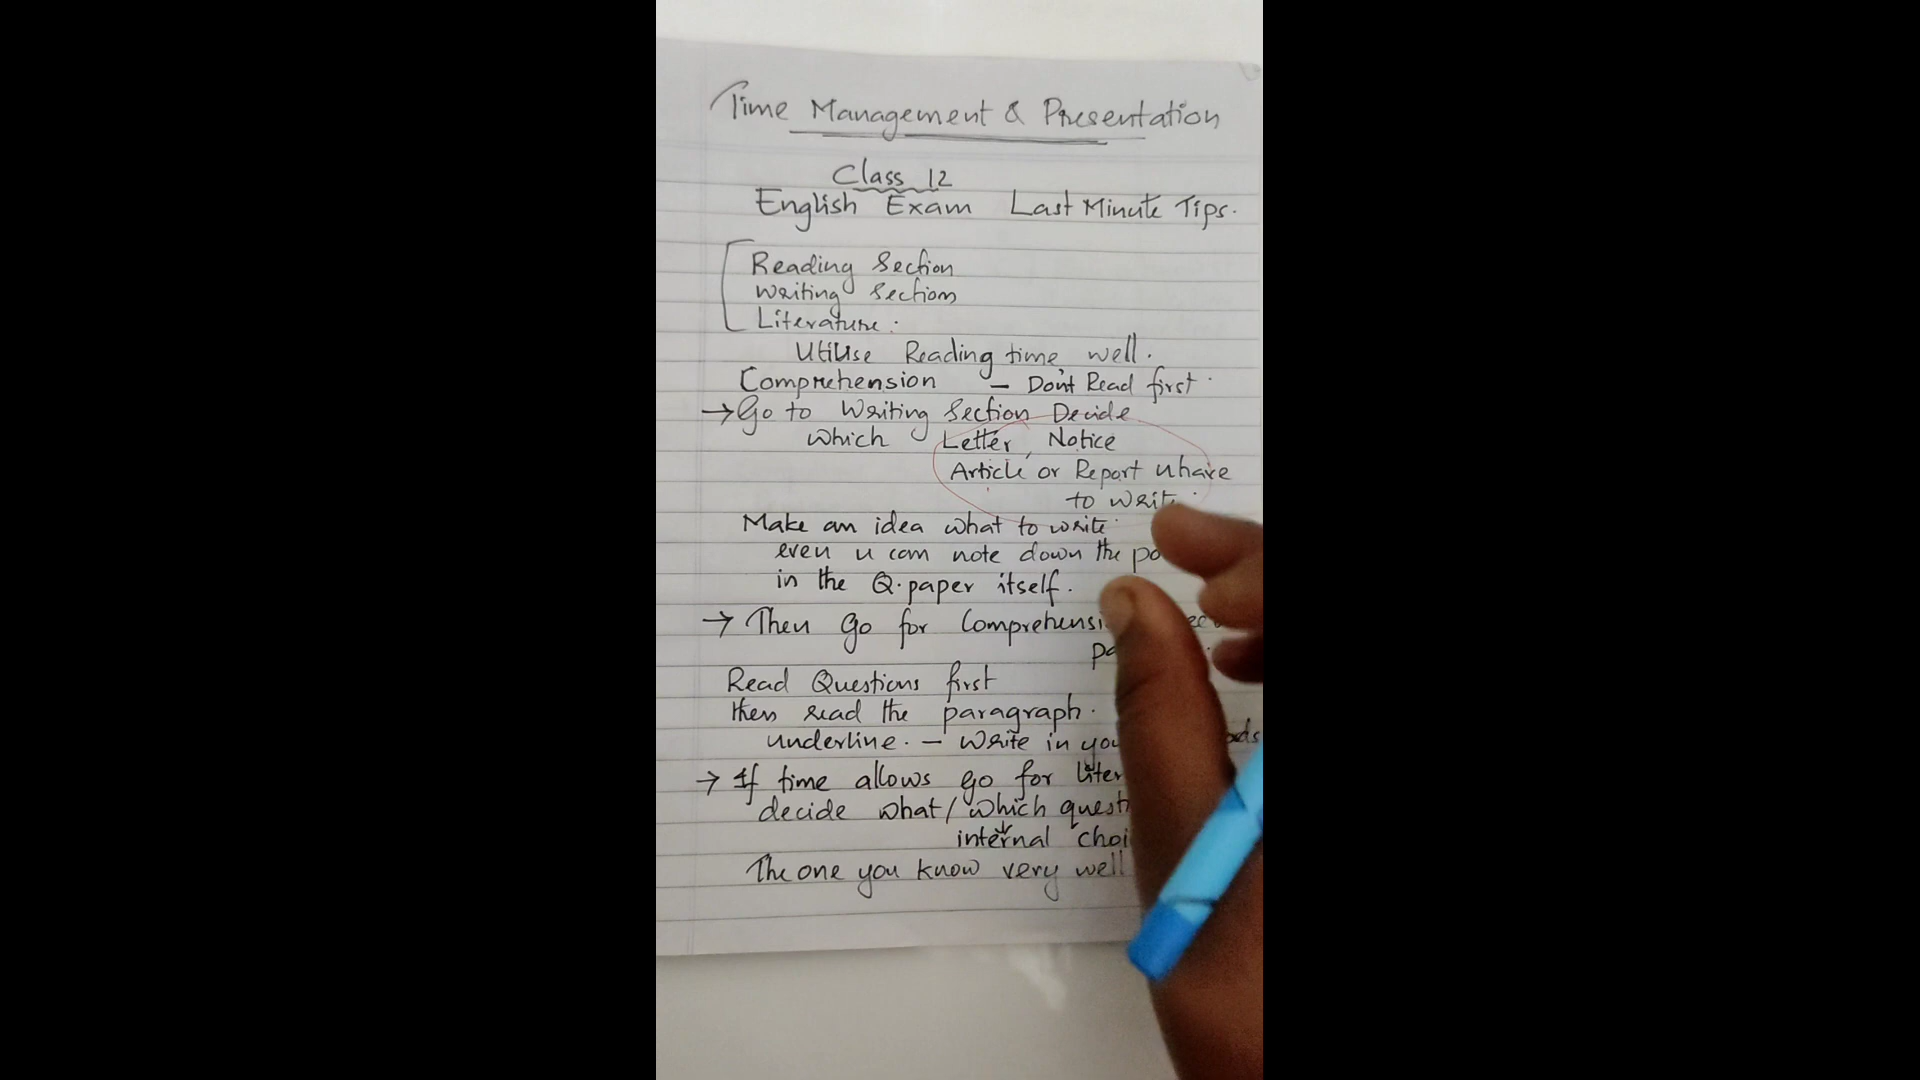 Time Management & Presentation
Class 12
English Exam Last Minute Tips.
Reading Section
Writing Section
Literature.
Utilise Reading time well.
Comprehension - Don't Read first.
→ Go to Writing Section Decide
which Letter, Notice
Article or Report u have
to write.
Make an idea what to write.
even u can note down the
in the Q.paper itself.
→ Then go for
Read Questions first
then read the paragraph.
underline. - Write in
→ If time allows go for
decide what/which
internal
The one you know very well